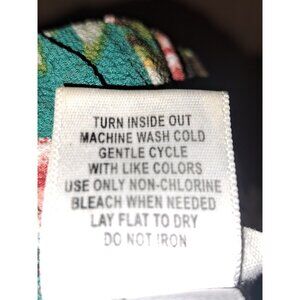 TURN INSIDE OUT
MACHINE WASH COLD
GENTLE CYCLE
WITH LIKE COLORS
USE ONLY NON-CHLORINE
BLEACH WHEN NEEDED
LAY FLAT TO DRY
DO NOT IRON